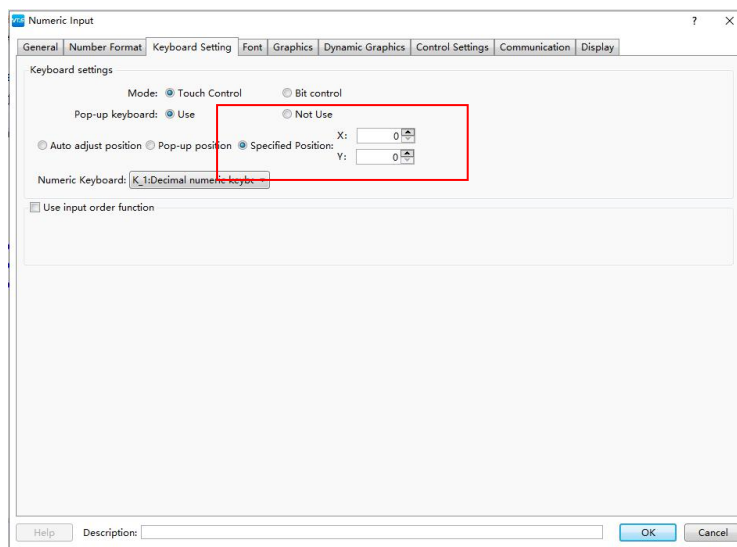 Numeric Input ? ×
General Number Format Keyboard Setting Font Graphics Dynamic Graphics Control Settings Communication Display
Keyboard settings
Mode: Touch Control Bit control
Pop-up keyboard: Use Not Use
Auto adjust position Pop-up position Specified Position:
X: 0
Y: 0
Numeric Keyboard: K_1:Decimal numeric keybo
Use input order function
Help Description: OK Cancel